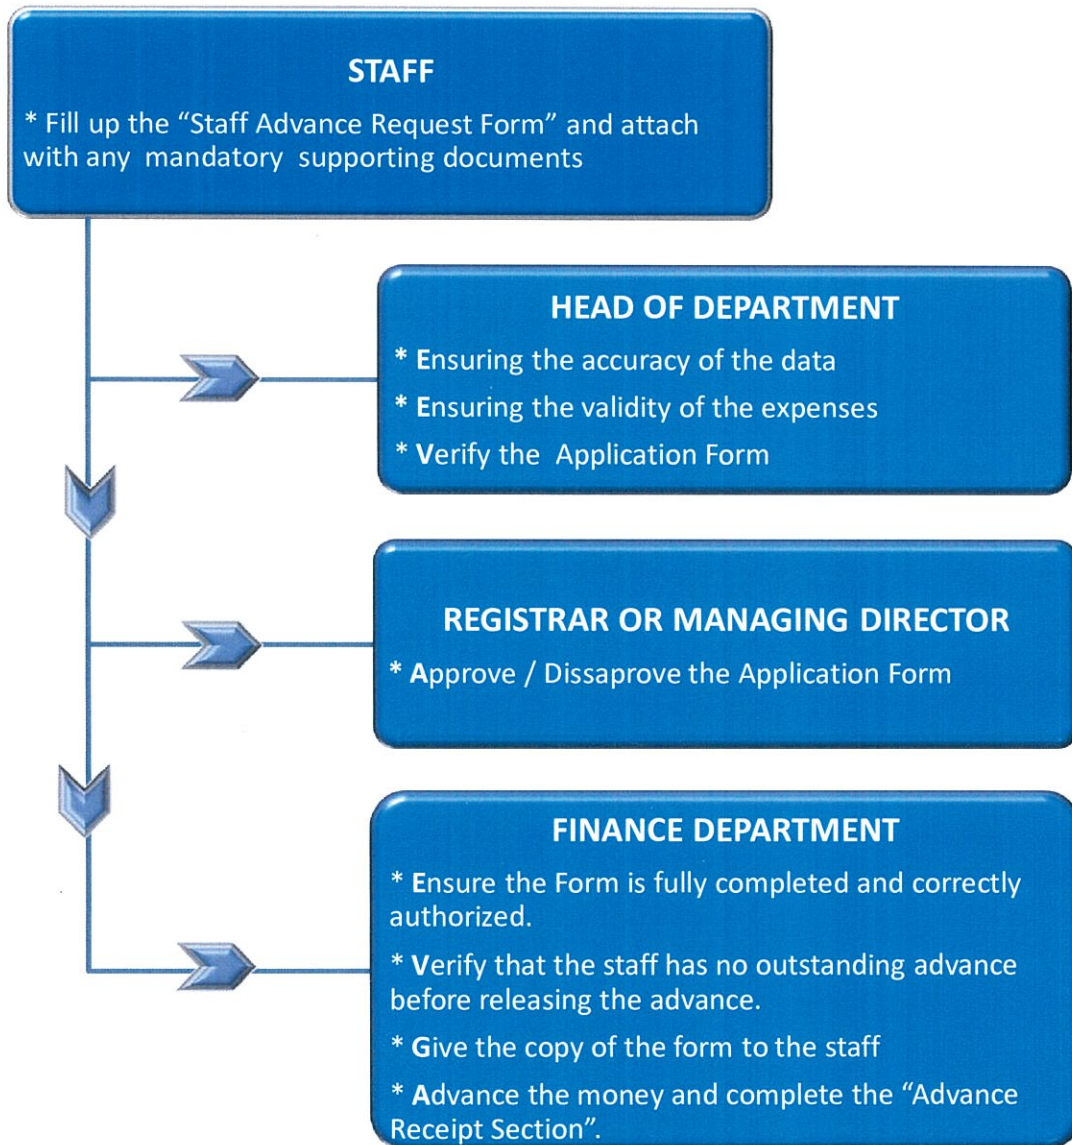 STAFF
* Fill up the “Staff Advance Request Form” and attach
with any mandatory supporting documents
HEAD OF DEPARTMENT
* Ensuring the accuracy of the data
* Ensuring the validity of the expenses
* Verify the Application Form
REGISTRAR OR MANAGING DIRECTOR
* Approve / Dissaprove the Application Form
FINANCE DEPARTMENT
* Ensure the Form is fully completed and correctly
authorized.
* Verify that the staff has no outstanding advance
before releasing the advance.
* Give the copy of the form to the staff
* Advance the money and complete the “Advance
Receipt Section”.